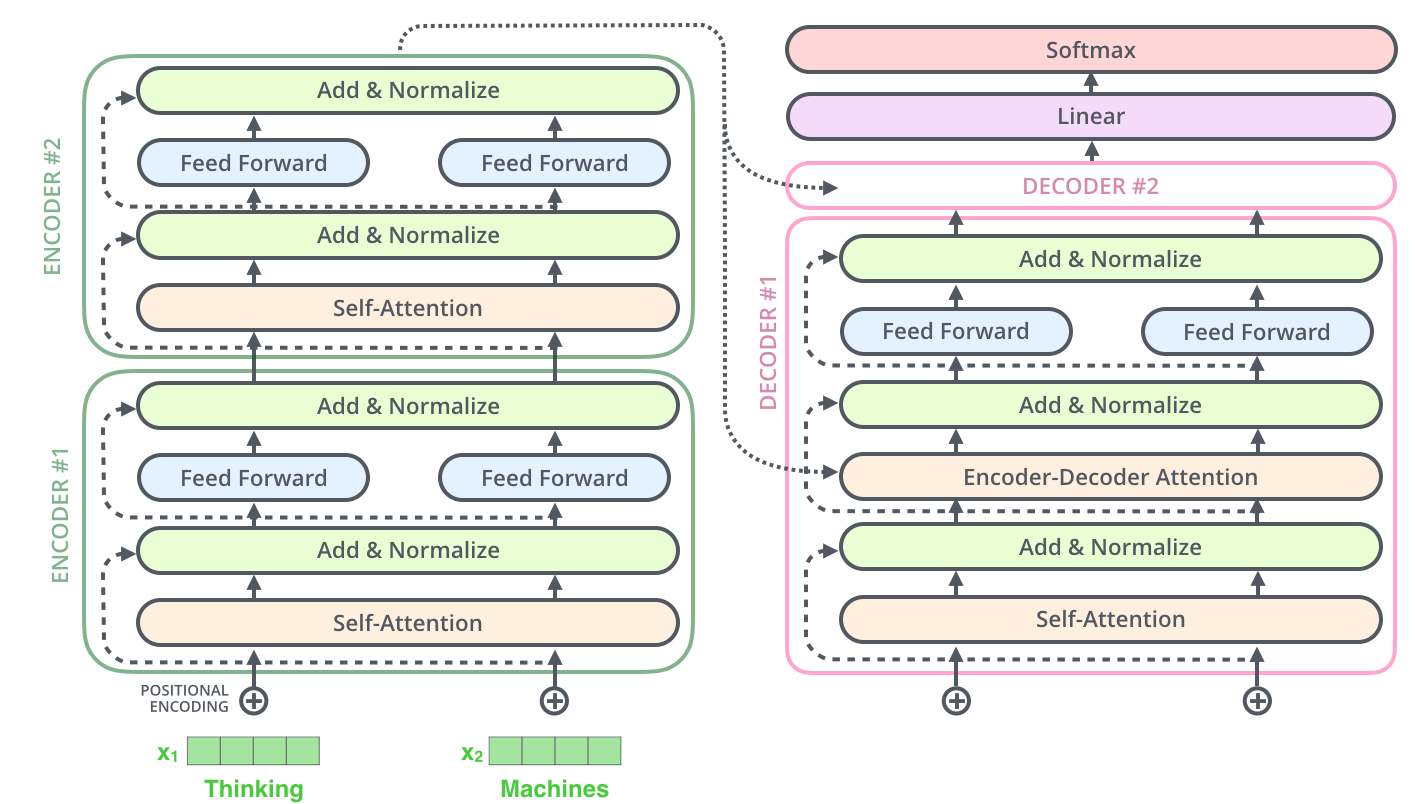 ENCODER #2
Add & Normalize
Feed Forward
Feed Forward
Add & Normalize
Self-Attention
ENCODER #1
Add & Normalize
Feed Forward
Feed Forward
Add & Normalize
Self-Attention
POSITIONAL
ENCODING
x₁
x₂
Thinking
Machines
Softmax
Linear
DECODER #2
DECODER #1
Add & Normalize
Feed Forward
Feed Forward
Add & Normalize
Encoder-Decoder Attention
Add & Normalize
Self-Attention